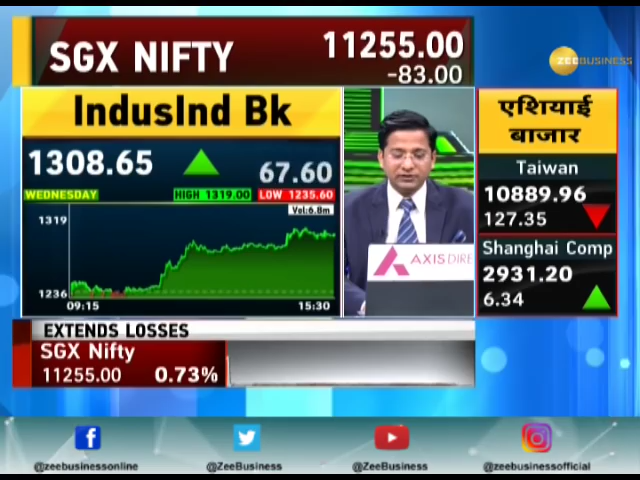 SGX NIFTY
11255.00
-83.00
ZEE BUSINESS
IndusInd Bk
1308.65
67.60
WEDNESDAY
HIGH 1319.00
LOW 1235.60
Vol:6.8m
1319
1236
09:15
15:30
AXIS DIRE
एशियाई
बाजार
Taiwan
10889.96
127.35
Shanghai Comp
2931.20
6.34
EXTENDS LOSSES
SGX Nifty
11255.00 0.73%
@zeebusinessonline
@ZeeBusiness
@ZeeBusiness
@zeebusinessofficial